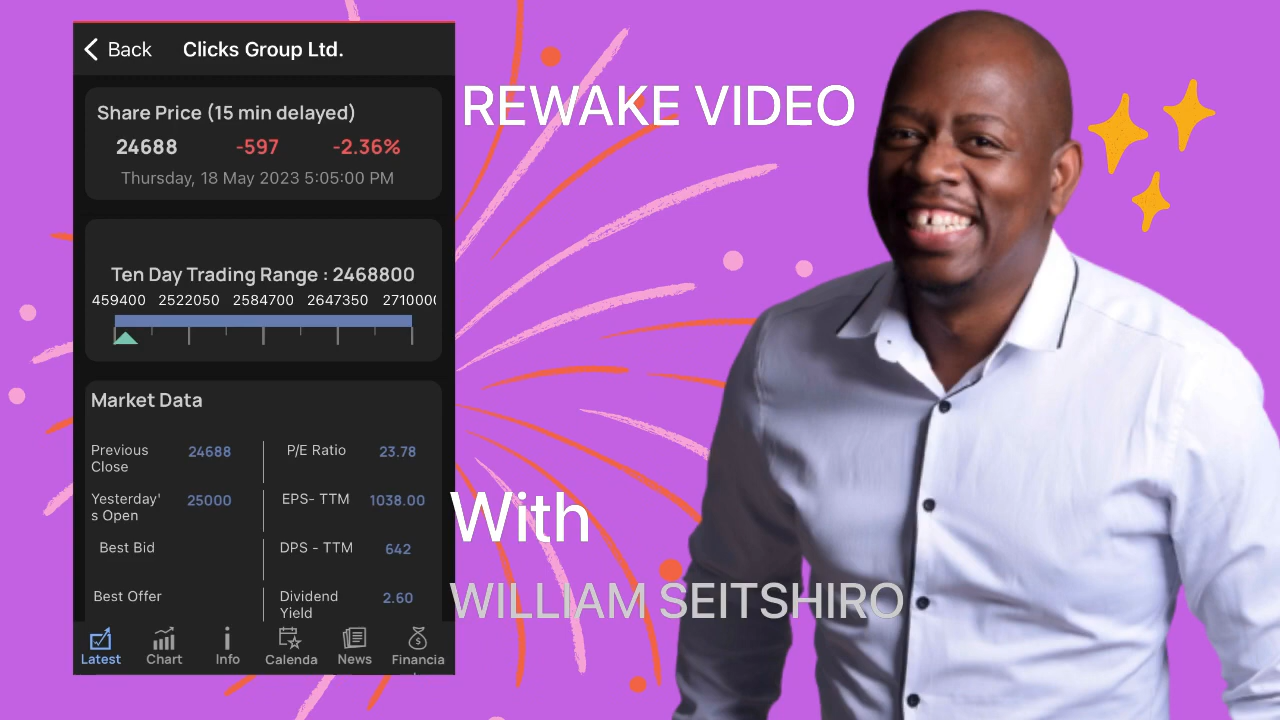 Back Clicks Group Ltd.
Share Price (15 min delayed)
24688 -597 -2.36%
Thursday, 18 May 2023 5:05:00 PM
Ten Day Trading Range : 2468800
459400 2522050 2584700 2647350 271000(
Market Data
Previous Close 24688 P/E Ratio 23.78
Yesterday's Open 25000 EPS- TTM 1038.00
Best Bid DPS - TTM 642
Best Offer Dividend Yield 2.60
Latest Chart Info Calenda News Financia
REWAKE VIDEO
With
WILLIAM SEITSHIRO